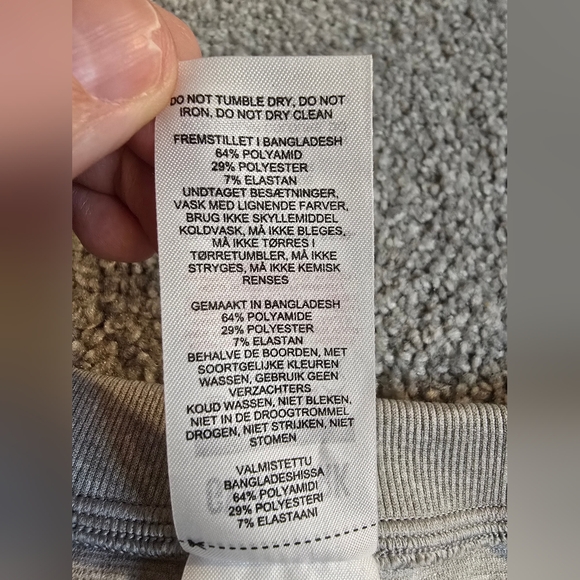 DO NOT TUMBLE DRY, DO NOT
IRON, DO NOT DRY CLEAN
FREMSTILLET I BANGLADESH
64% POLYAMID
29% POLYESTER
7% ELASTAN
UNDTAGET BESÆTNINGER,
VASK MED LIGNENDE FARVER,
BRUG IKKE SKYLLEMIDDEL
KOLDVASK, MÅ IKKE BLEGES,
MÅ IKKE TØRRES I
TØRRETUMBLER, MÅ IKKE
STRYGES, MÅ IKKE KEMISK
RENSES
GEMAAKT IN BANGLADESH
64% POLYAMIDE
29% POLYESTER
7% ELASTAN
BEHALVE DE BOORDEN, MET
SOORTGELIJKE KLEUREN
WASSEN, GEBRUIK GEEN
VERZACHTERS
KOUD WASSEN, NIET BLEKEN,
NIET IN DE DROOGTROMMEL
DROGEN, NIET STRIJKEN, NIET
STOMEN
VALMISTETTU
BANGLADESHISSA
64% POLYAMIDI
29% POLYESTERI
7% ELASTAANI